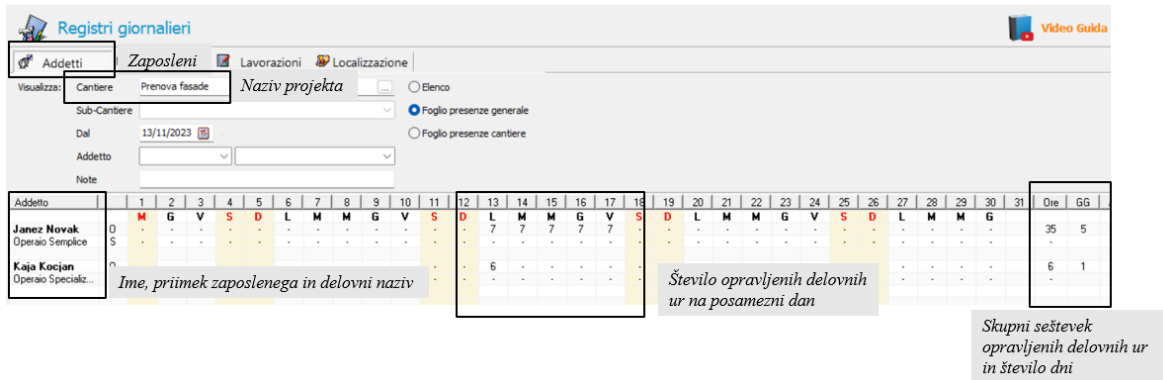 Registri giornalieri
Video Guida
Addetti Zaposleni Lavorazioni Localizzazione
Visualizza: Cantiere Prenova fasade Naziv projekta ... Elenco
Sub-Cantiere Foglio presenze generale
Dal 13/11/2023 15 Foglio presenze cantiere
Addetto
Note
Addetto 1 2 3 4 5 6 7 8 9 10 11 12 13 14 15 16 17 18 19 20 21 22 23 24 25 26 27 28 29 30 31 Ore GG
M G V S D L M M G V S D L M M G V S D L M M G V S D L M M G
Janez Novak O - - - - - - - - - - - - 7 7 7 7 7 - - - - - - - - - - - - - 35 5
Operaio Semplice S - - - - - - - - - - - - - - - - - - - - - - - - - - - - - - -
Kaja Kocjan O 6 - - - - - - - - 6 1
Operaio Specializ... Ime, priimek zaposlenega in delovni naziv - - - - - - - - - - - -
Število opravljenih delovnih
ur na posamezni dan
Skupni seštevek
opravljenih delovnih ur
in število dni